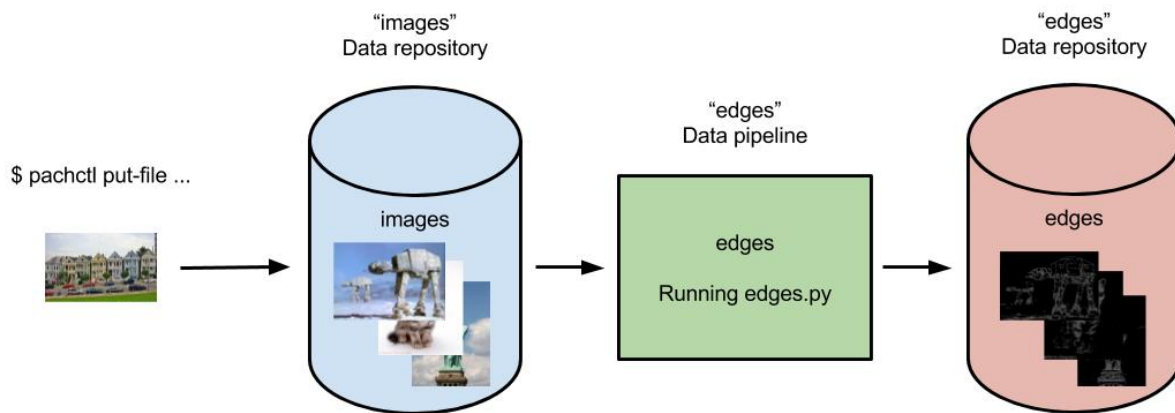 $ pachctl put-file ...
“images”
Data repository
images
“edges”
Data pipeline
edges
Running edges.py
“edges”
Data repository
edges